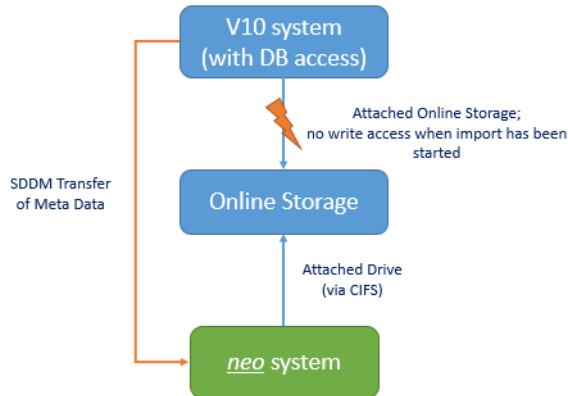 V10 system
(with DB access)
Attached Online Storage;
no write access when import has been
started
SDDM Transfer
of Meta Data
Online Storage
Attached Drive
(via CIFS)
neo system